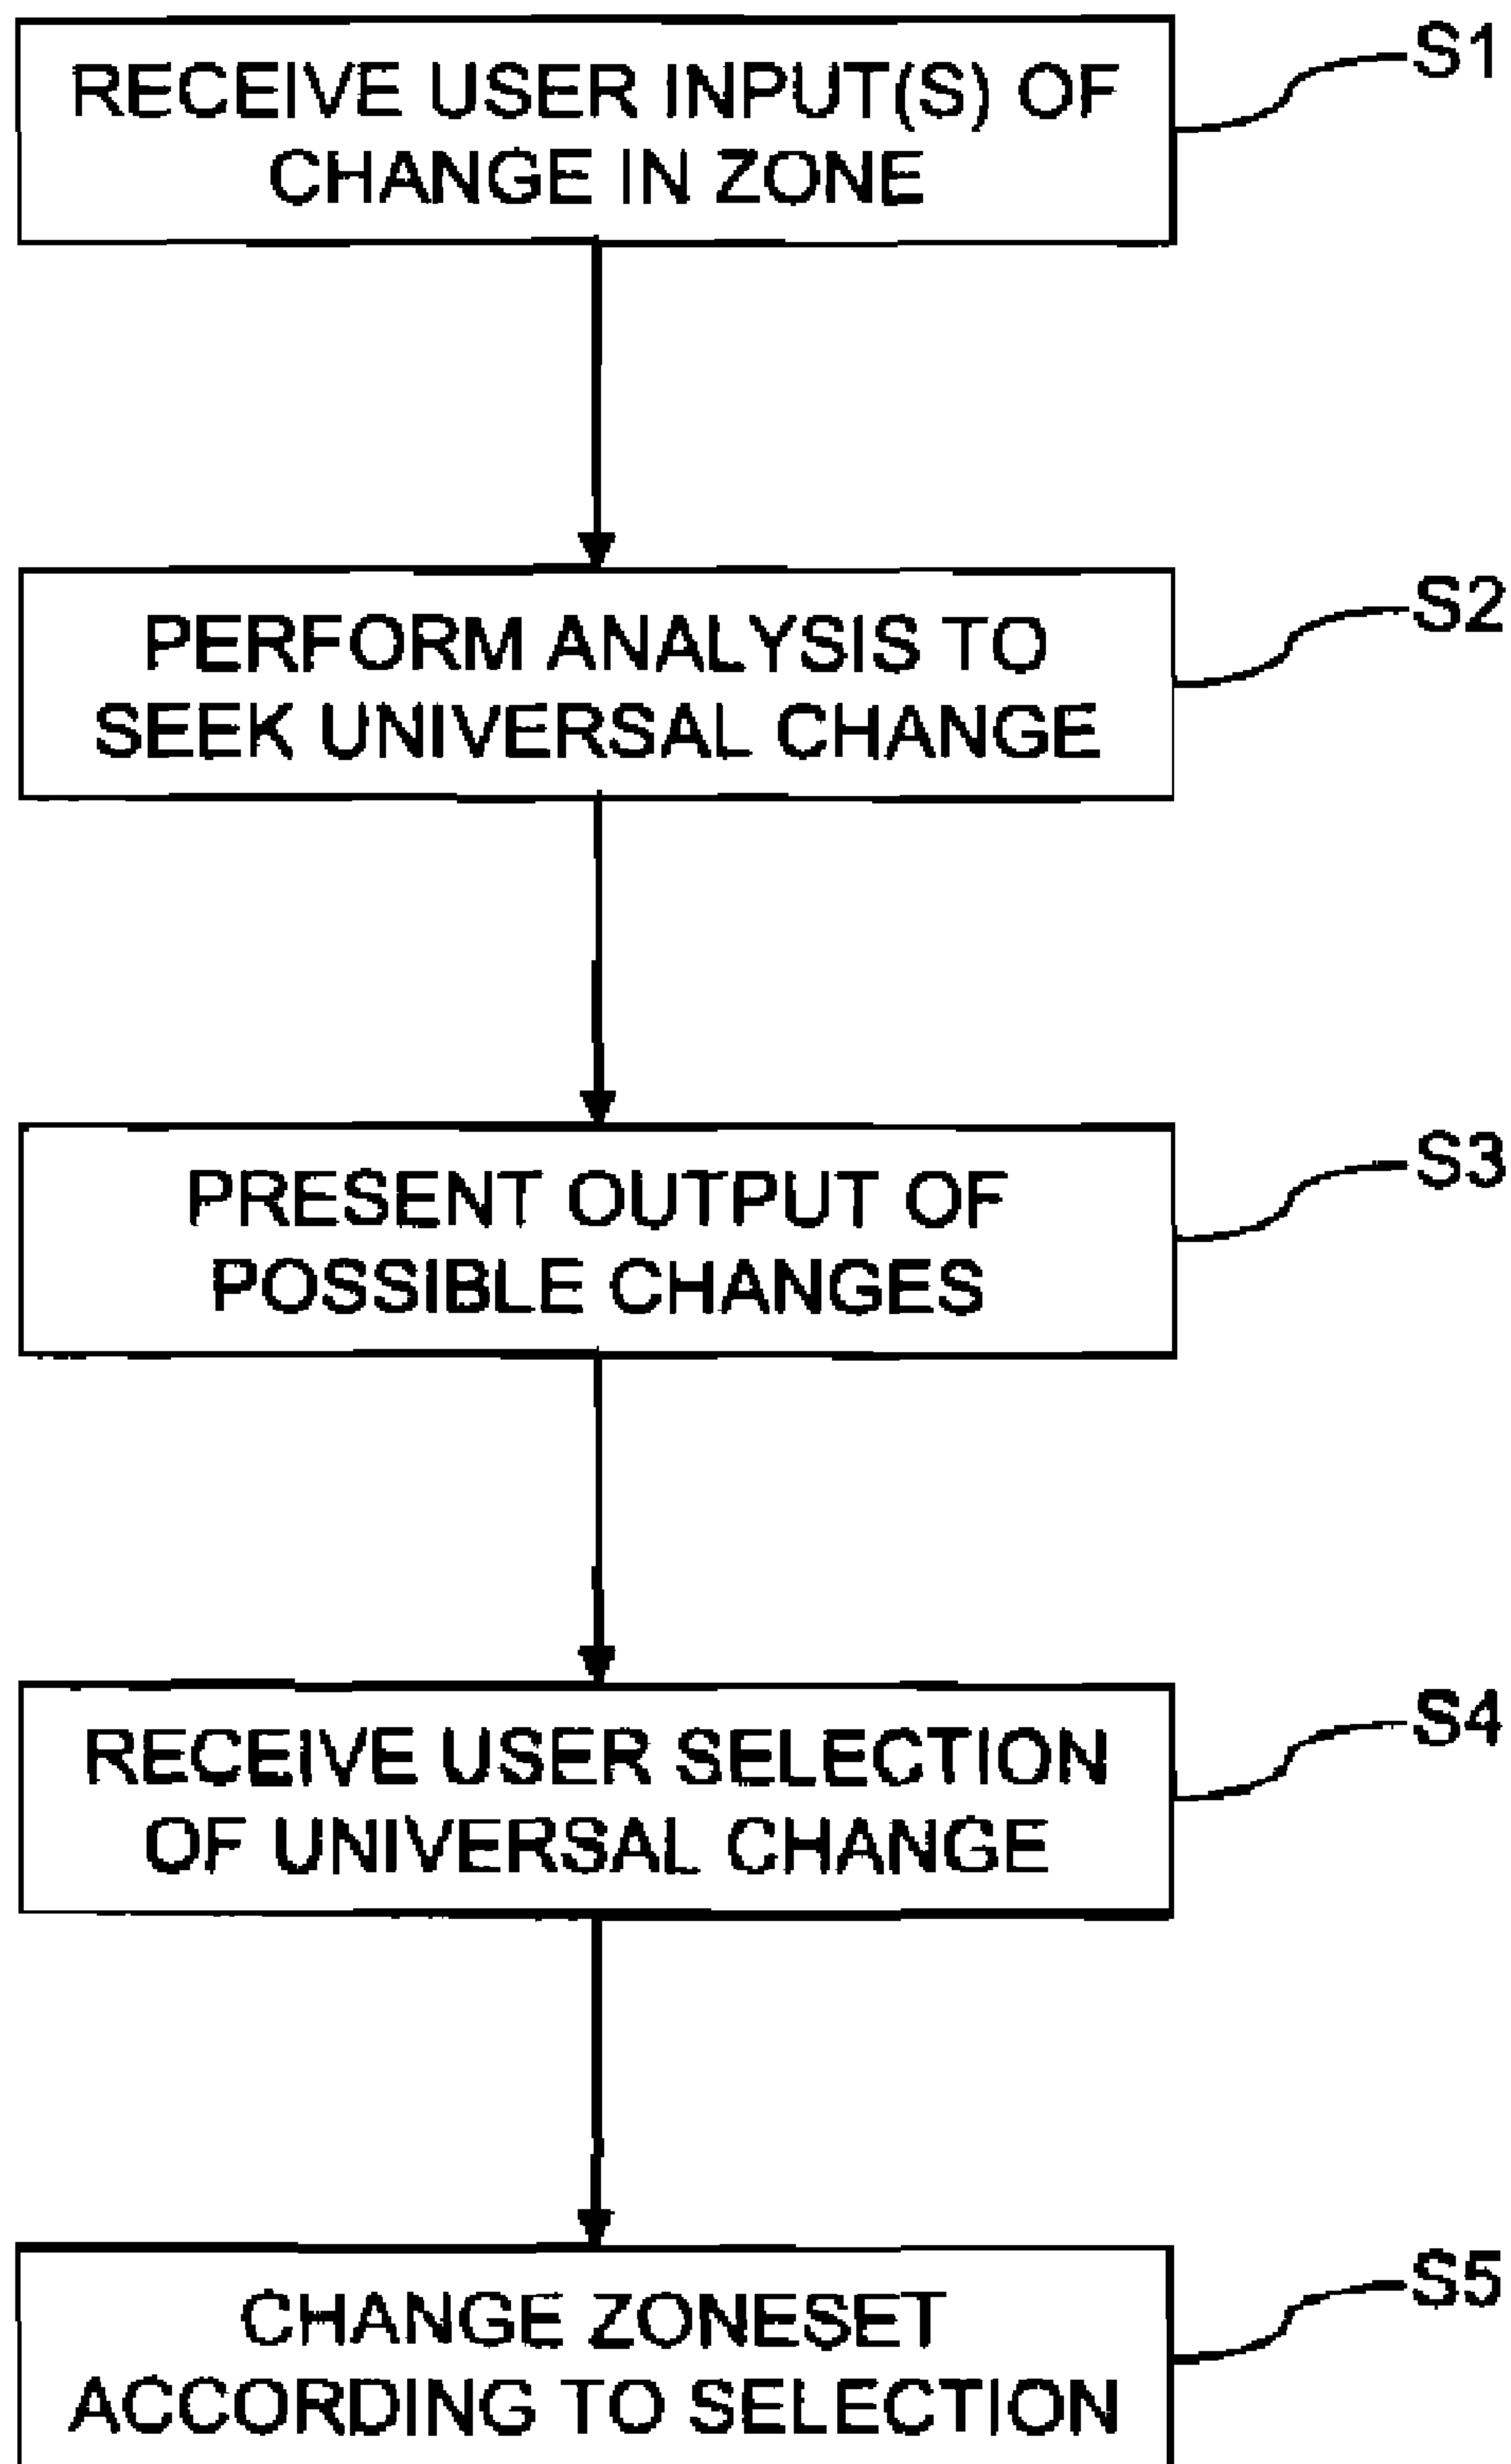 RECEIVE USER INPUT(S) OF
CHANGE IN ZONE
S1
PERFORM ANALYSIS TO
SEEK UNIVERSAL CHANGE
S2
PRESENT OUTPUT OF
POSSIBLE CHANGES
S3
RECEIVE USER SELECTION
OF UNIVERSAL CHANGE
S4
CHANGE ZONESET
ACCORDING TO SELECTION
S5